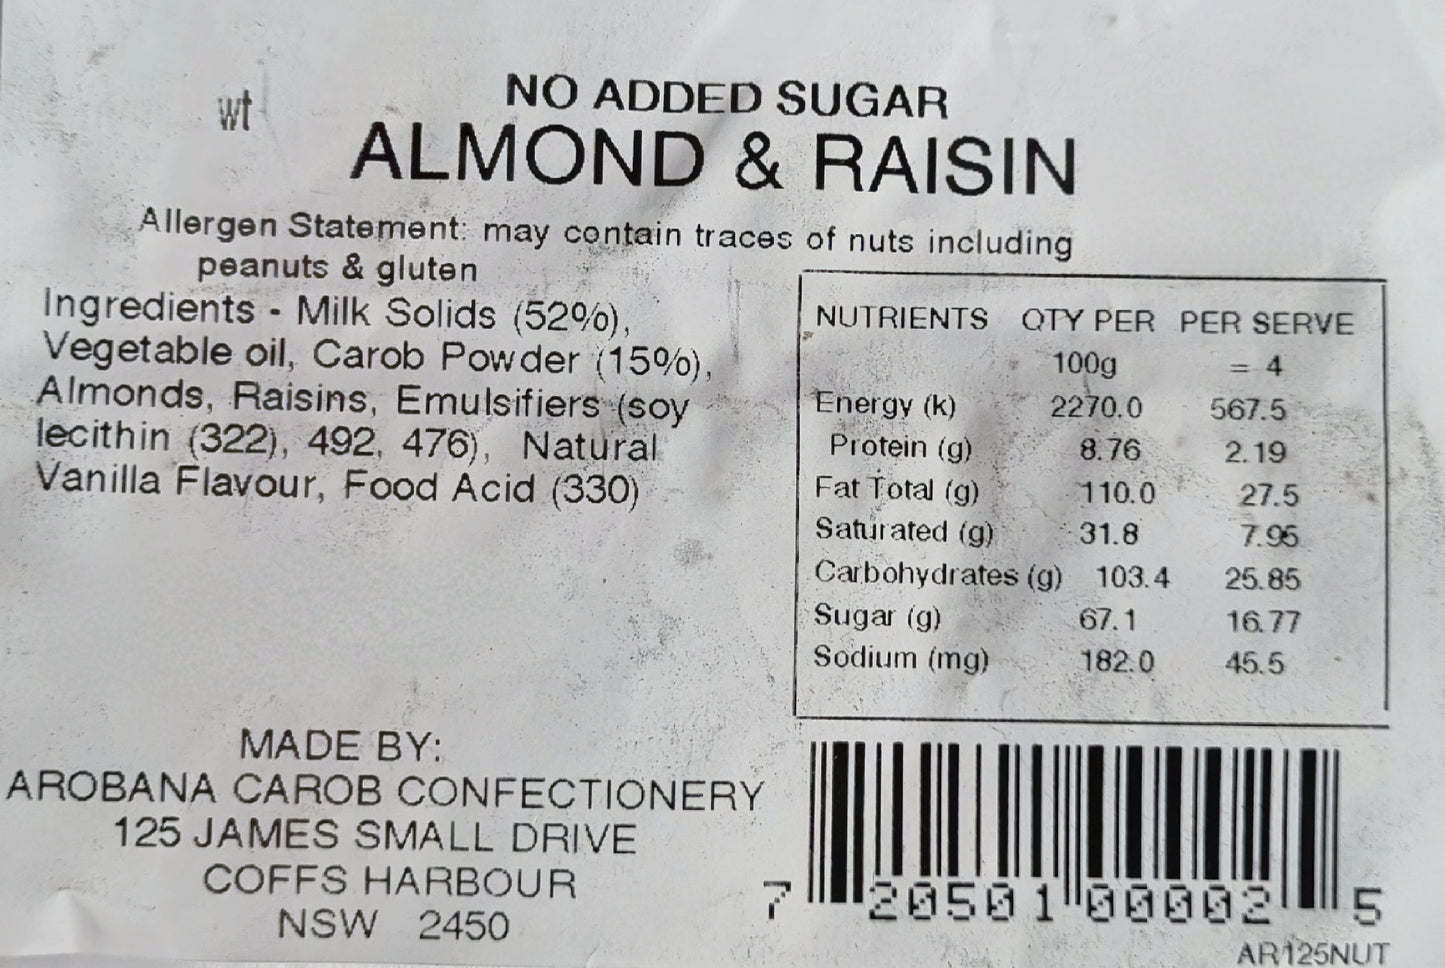 wt
NO ADDED SUGAR
ALMOND & RAISIN
Allergen Statement: may contain traces of nuts including
peanuts & gluten
Ingredients - Milk Solids (52%),
Vegetable oil, Carob Powder (15%),
Almonds, Raisins, Emulsifiers (soy
lecithin (322), 492, 476), Natural
Vanilla Flavour, Food Acid (330)
NUTRIENTS QTY PER PER SERVE
100g = 4
Energy (k) 2270.0 567.5
Protein (g) 8.76 2.19
Fat Total (g) 110.0 27.5
Saturated (g) 31.8 7.95
Carbohydrates (g) 103.4 25.85
Sugar (g) 67.1 16.77
Sodium (mg) 182.0 45.5
MADE BY:
AROBANA CAROB CONFECTIONERY
125 JAMES SMALL DRIVE
COFFS HARBOUR
NSW 2450
7 20501 00002 5
AR125NUT